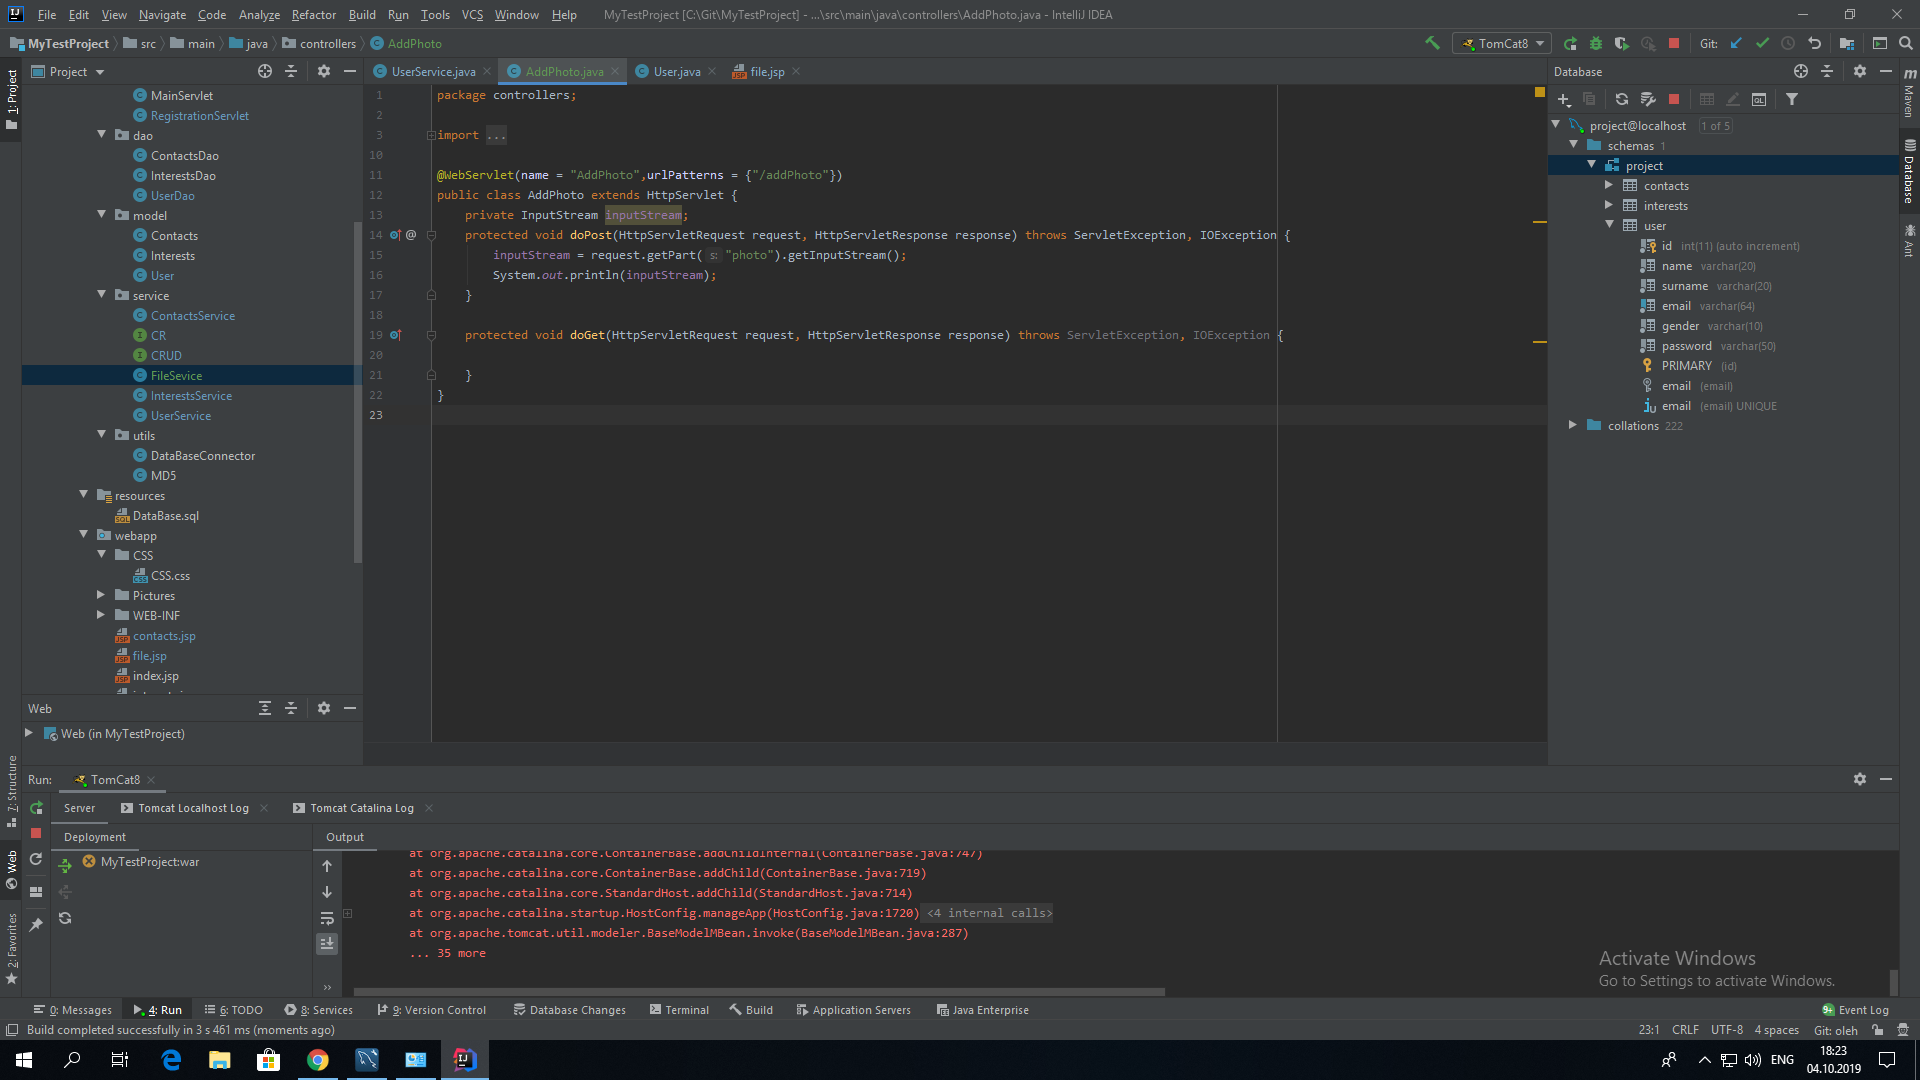 File Edit View Navigate Code Analyze Refactor Build Run Tools VCS Window Help MyTestProject [C:\Git\MyTestProject] - ...\src\main\java\controllers\AddPhoto.java - IntelliJ IDEA
MyTestProject src main java controllers AddPhoto TomCat8 Git:
1: Project
Project
MainServlet
RegistrationServlet
dao
ContactsDao
InterestsDao
UserDao
model
Contacts
Interests
User
service
ContactsService
CR
CRUD
FileSevice
InterestsService
UserService
utils
DataBaseConnector
MD5
resources
DataBase.sql
webapp
CSS
CSS.css
Pictures
WEB-INF
contacts.jsp
file.jsp
index.jsp
Web
Web (in MyTestProject)
UserService.java AddPhoto.java User.java file.jsp
1 package controllers;
2
3 import ...
10
11 @WebServlet(name = "AddPhoto",urlPatterns = {"/addPhoto"})
12 public class AddPhoto extends HttpServlet {
13 private InputStream inputStream;
14 @ protected void doPost(HttpServletRequest request, HttpServletResponse response) throws ServletException, IOException {
15 inputStream = request.getPart( s: "photo").getInputStream();
16 System.out.println(inputStream);
17 }
18
19 protected void doGet(HttpServletRequest request, HttpServletResponse response) throws ServletException, IOException {
20
21 }
22 }
23
Database
project@localhost 1 of 5
schemas 1
project
contacts
interests
user
id int(11) (auto increment)
name varchar(20)
surname varchar(20)
email varchar(64)
gender varchar(10)
password varchar(50)
PRIMARY (id)
email (email)
email (email) UNIQUE
collations 222
Maven
Database
Ant
7: Structure
Web
2: Favorites
Run: TomCat8
Server Tomcat Localhost Log Tomcat Catalina Log
Deployment Output
MyTestProject:war
at org.apache.catalina.core.ContainerBase.addChildInternal(ContainerBase.java:747)
at org.apache.catalina.core.ContainerBase.addChild(ContainerBase.java:719)
at org.apache.catalina.core.StandardHost.addChild(StandardHost.java:714)
at org.apache.catalina.startup.HostConfig.manageApp(HostConfig.java:1720) <4 internal calls>
at org.apache.tomcat.util.modeler.BaseModelMBean.invoke(BaseModelMBean.java:287)
... 35 more
Activate Windows
Go to Settings to activate Windows.
0: Messages 4: Run 6: TODO 8: Services 9: Version Control Database Changes Terminal Build Application Servers Java Enterprise 9+ Event Log
Build completed successfully in 3 s 461 ms (moments ago) 23:1 CRLF UTF-8 4 spaces Git: oleh
ENG
18:23
04.10.2019